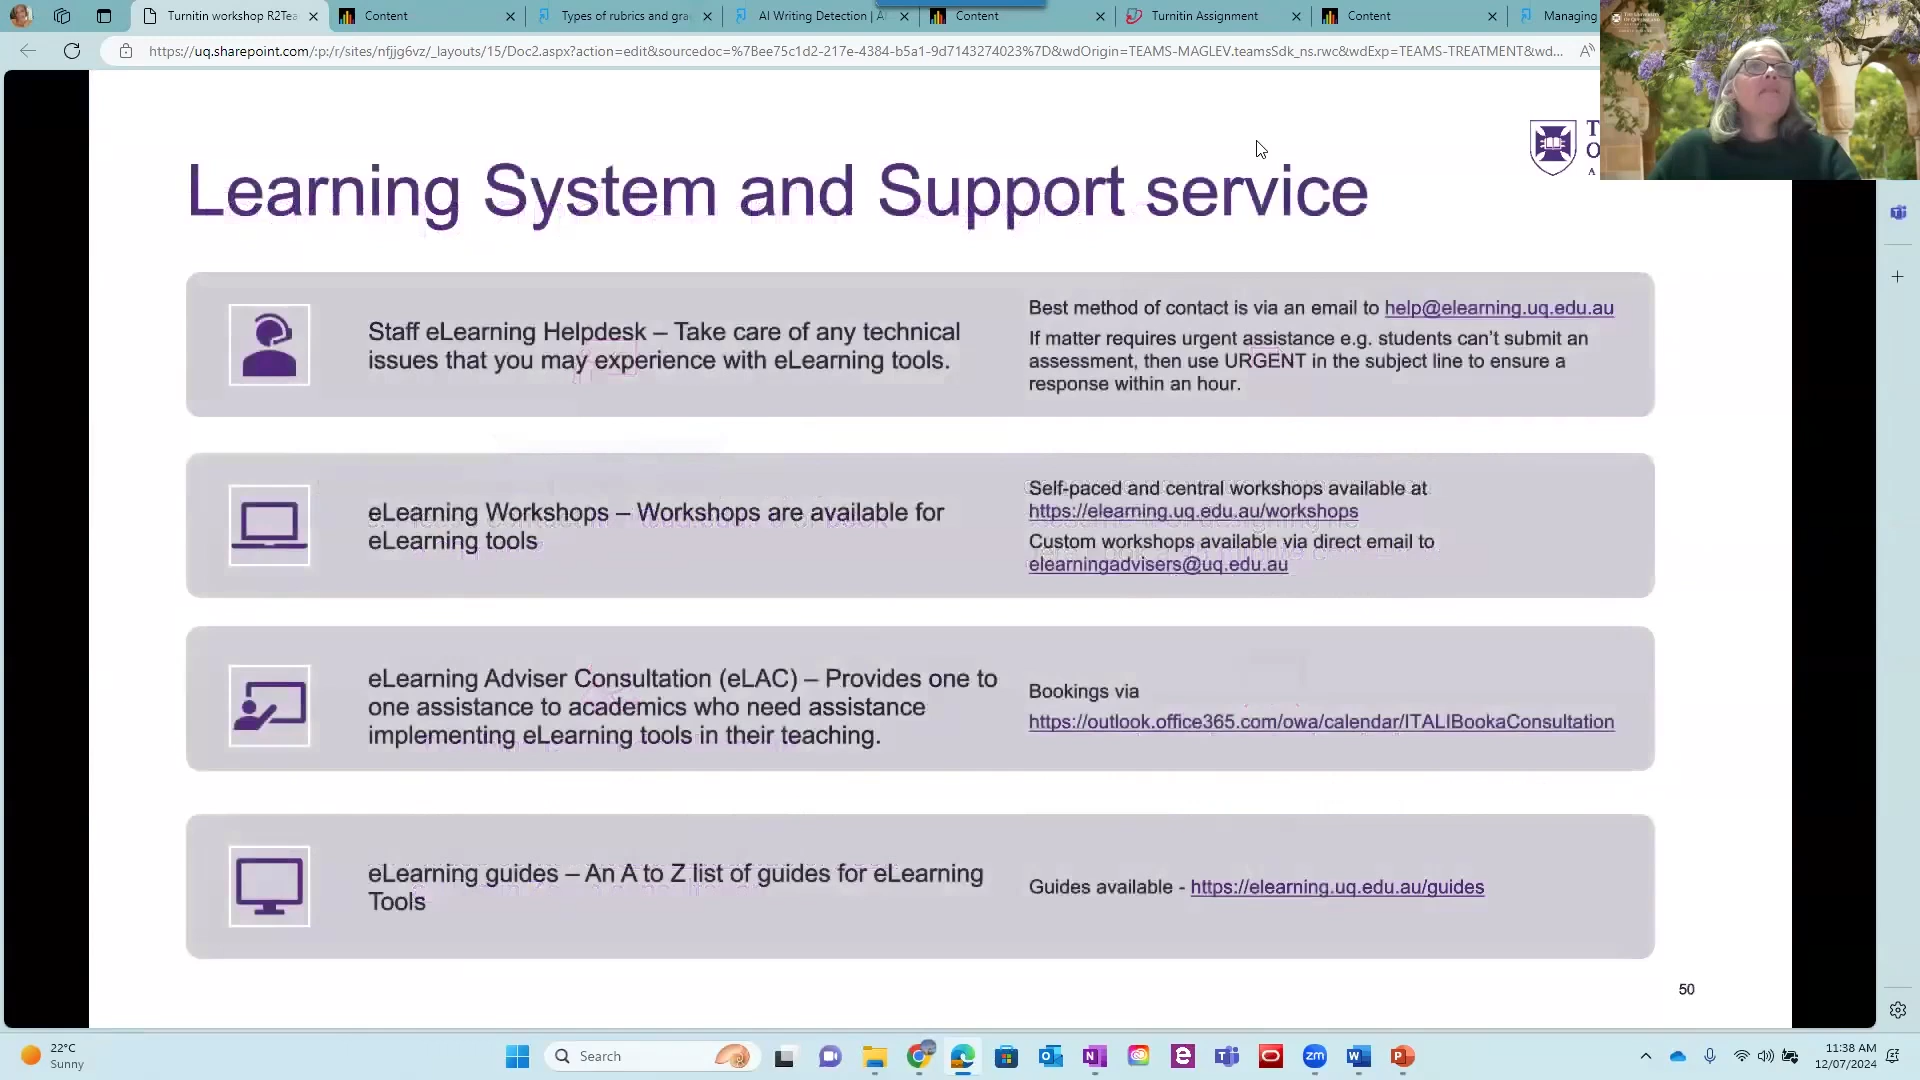 Turnitin workshop R2Tea
Content
Types of rubrics and gra
AI Writing Detection | A
Content
Turnitin Assignment
Content
Managing
https://uq.sharepoint.com/:p:/r/sites/nfjjg6vz/_layouts/15/Doc2.aspx?action=edit&sourcedoc=%7Bee75c1d2-217e-4384-b5a1-9d7143274023%7D&wdOrigin=TEAMS-MAGLEV.teamsSdk_ns.rwc&wdExp=TEAMS-TREATMENT&wd...
Learning System and Support service
Staff eLearning Helpdesk – Take care of any technical
issues that you may experience with eLearning tools.
Best method of contact is via an email to help@elearning.uq.edu.au
If matter requires urgent assistance e.g. students can't submit an
assessment, then use URGENT in the subject line to ensure a
response within an hour.
eLearning Workshops – Workshops are available for
eLearning tools
Self-paced and central workshops available at
https://elearning.uq.edu.au/workshops
Custom workshops available via direct email to
elearningadvisers@uq.edu.au
eLearning Adviser Consultation (eLAC) – Provides one to
one assistance to academics who need assistance
implementing eLearning tools in their teaching.
Bookings via
https://outlook.office365.com/owa/calendar/ITALIBookaConsultation
eLearning guides – An A to Z list of guides for eLearning
Tools
Guides available - https://elearning.uq.edu.au/guides
50
22°C
Sunny
Search
11:38 AM
12/07/2024